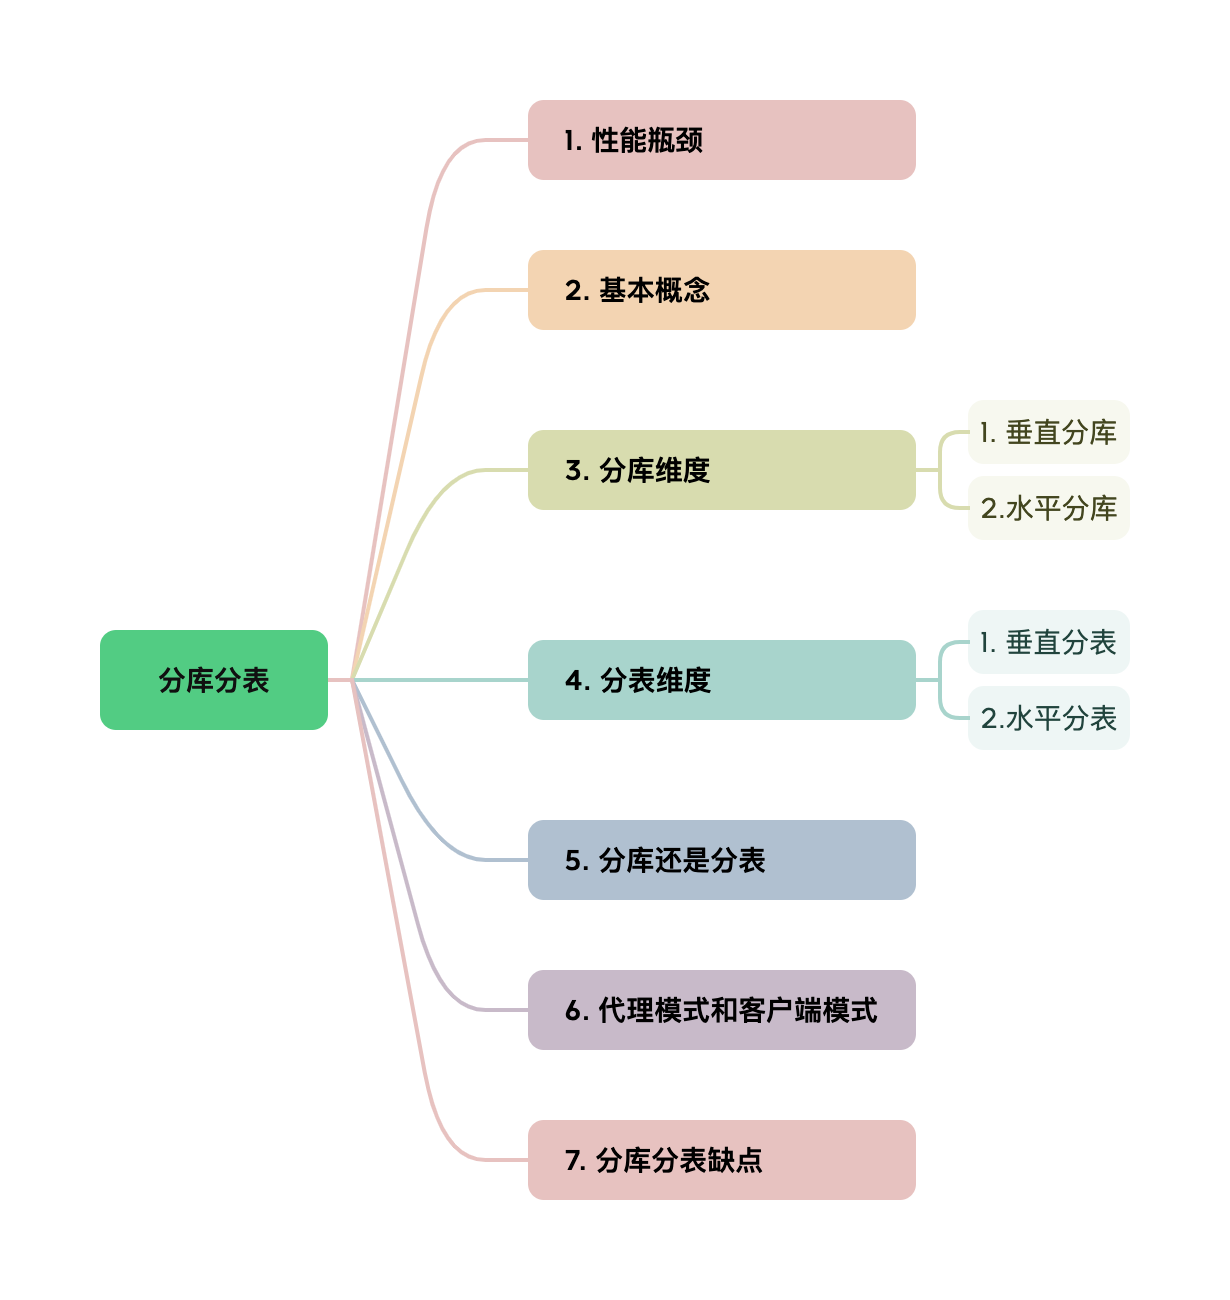 分库分表
1. 性能瓶颈
2. 基本概念
3. 分库维度
1. 垂直分库
2.水平分库
4. 分表维度
1. 垂直分表
2.水平分表
5. 分库还是分表
6. 代理模式和客户端模式
7. 分库分表缺点